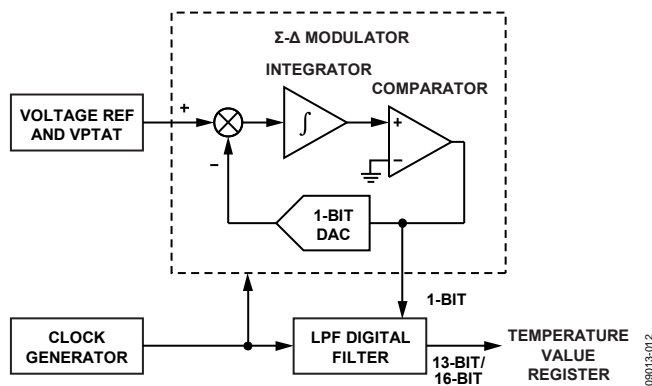 Σ-Δ MODULATOR
INTEGRATOR
COMPARATOR
VOLTAGE REF
AND VPTAT
+
−
∫
+
−
1-BIT
DAC
1-BIT
CLOCK
GENERATOR
LPF DIGITAL
FILTER
13-BIT/
16-BIT
TEMPERATURE
VALUE
REGISTER
09013-012